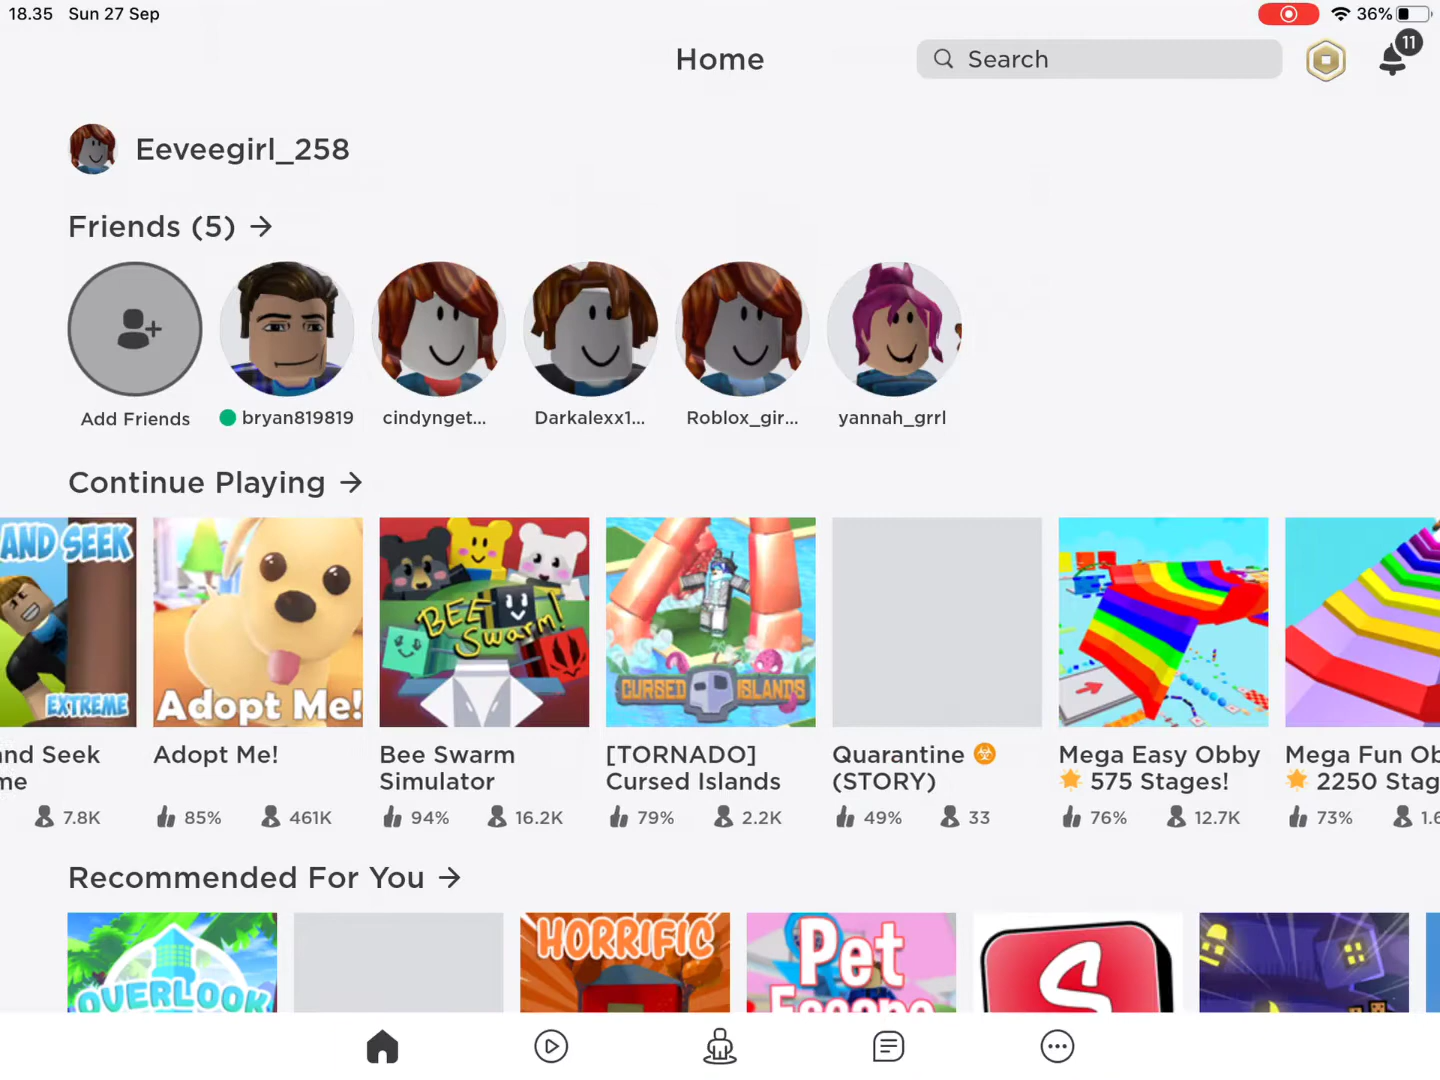 18.35 Sun 27 Sep 36%
Home
Search
11
Eeveegirl_258
Friends (5) →
Add Friends
bryan819819
cindynget...
Darkalexx1...
Roblox_gir...
yannah_grrl
Continue Playing →
AND SEEK
EXTREME
Adopt Me!
BEE
Swarm!
CURSED ISLANDS
nd Seek
me
7.8K
Adopt Me!
85% 461K
Bee Swarm
Simulator
94% 16.2K
[TORNADO]
Cursed Islands
79% 2.2K
Quarantine
(STORY)
49% 33
Mega Easy Obby
575 Stages!
76% 12.7K
Mega Fun Ob
2250 Stag
73% 1.6
Recommended For You →
OVERLOOK
HORRIFIC
Pet
Escape
S